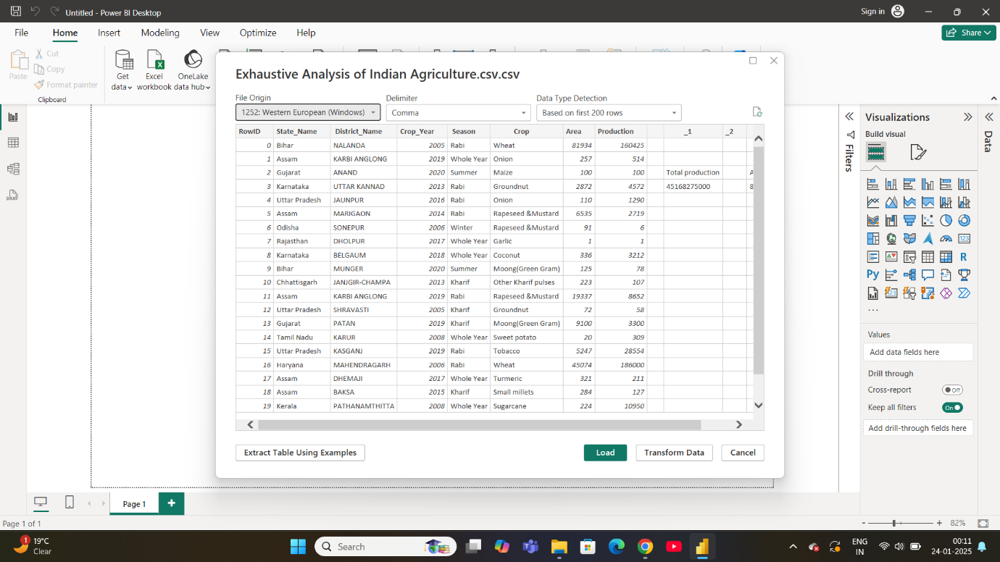 Untitled - Power BI Desktop
Sign in
File Home Insert Modeling View Optimize Help
Share
Paste
Cut
Copy
Format painter
Clipboard
Get data
Excel workbook
OneLake data hub
Exhaustive Analysis of Indian Agriculture.csv.csv
File Origin Delimiter Data Type Detection
1252: Western European (Windows) Comma Based on first 200 rows
RowID State_Name District_Name Crop_Year Season Crop Area Production _1 _2
0 Bihar NALANDA 2005 Rabi Wheat 81934 160425
1 Assam KARBI ANGLONG 2019 Whole Year Onion 257 514
2 Gujarat ANAND 2020 Summer Maize 100 100 Total production A
3 Karnataka UTTAR KANNAD 2013 Rabi Groundnut 2872 4572 45168275000 8
4 Uttar Pradesh JAUNPUR 2016 Rabi Onion 110 1290
5 Assam MARIGAON 2014 Rabi Rapeseed &Mustard 6535 2719
6 Odisha SONEPUR 2006 Winter Rapeseed &Mustard 91 6
7 Rajasthan DHOLPUR 2017 Whole Year Garlic 1 1
8 Karnataka BELGAUM 2018 Whole Year Coconut 336 3212
9 Bihar MUNGER 2020 Summer Moong(Green Gram) 125 78
10 Chhattisgarh JANJGIR-CHAMPA 2013 Kharif Other Kharif pulses 223 107
11 Assam KARBI ANGLONG 2019 Rabi Rapeseed &Mustard 19337 8652
12 Uttar Pradesh SHRAVASTI 2005 Kharif Groundnut 72 58
13 Gujarat PATAN 2019 Kharif Moong(Green Gram) 9100 3300
14 Tamil Nadu KARUR 2008 Whole Year Sweet potato 20 309
15 Uttar Pradesh KASGANJ 2019 Rabi Tobacco 5247 28554
16 Haryana MAHENDRAGARH 2006 Rabi Wheat 45074 186000
17 Assam DHEMAJI 2017 Whole Year Turmeric 321 211
18 Assam BAKSA 2015 Kharif Small millets 284 127
19 Kerala PATHANAMTHITTA 2008 Whole Year Sugarcane 224 10950
Extract Table Using Examples Load Transform Data Cancel
Filters
Visualizations
Build visual
123
R
Py
...
Values
Add data fields here
Drill through
Cross-report Off
Keep all filters On
Add drill-through fields here
Data
DAX
Page 1 +
Page 1 of 1
- + 82%
1
19°C
Clear
Search
ENG
IN
00:11
24-01-2025